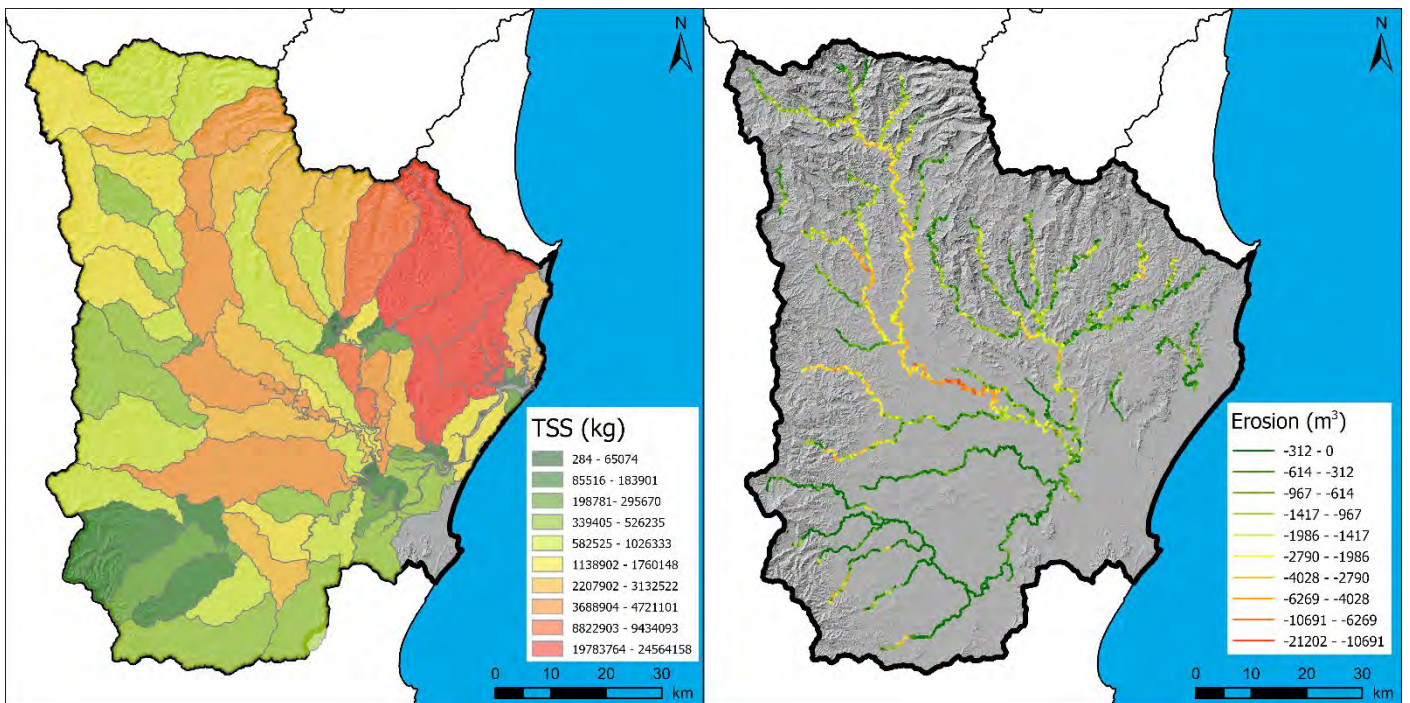 N
TSS (kg)
284 - 65074
85516 - 183901
198781 - 295670
339405 - 526235
582525 - 1026333
1138902 - 1760148
2207902 - 3132522
3688904 - 4721101
8822903 - 9434093
19783764 - 24564158
0 10 20 30
km
N
Erosion (m³)
-312 - 0
-614 - -312
-967 - -614
-1417 - -967
-1986 - -1417
-2790 - -1986
-4028 - -2790
-6269 - -4028
-10691 - -6269
-21202 - -10691
0 10 20 30
km